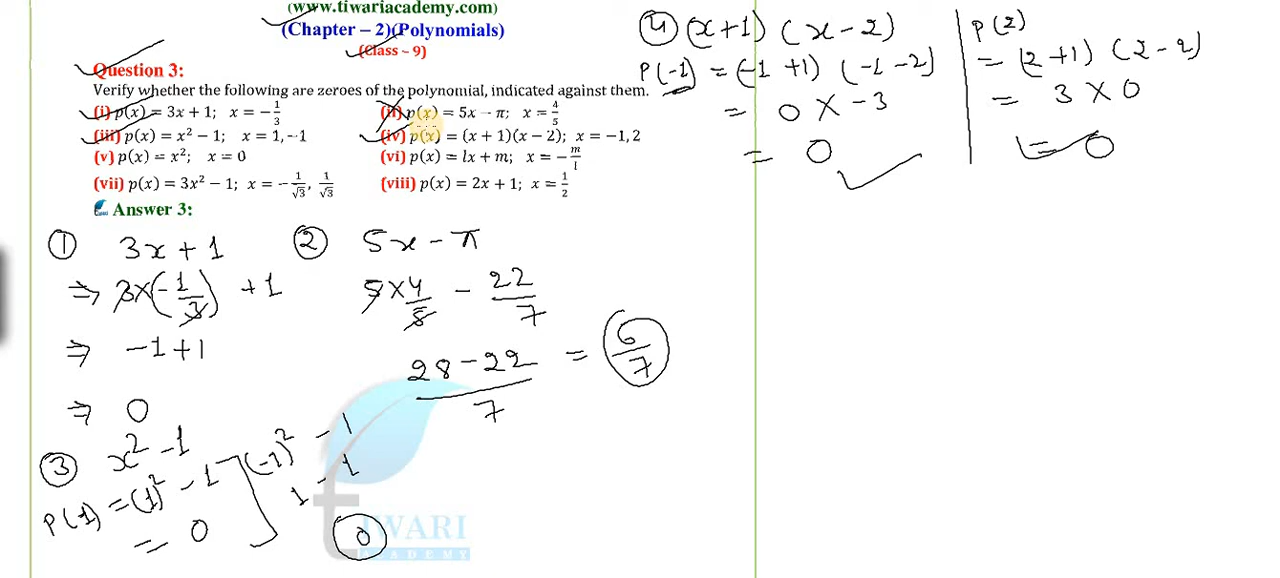 (www.tiwariacademy.com)
(Chapter – 2)(Polynomials)
(Class – 9)
Question 3:
Verify whether the following are zeroes of the polynomial, indicated against them.
(i) p(x) = 3x + 1; x = −1/3 (ii) p(x) = 5x − π; x = 4/5
(iii) p(x) = x² − 1; x = 1, −1 (iv) p(x) = (x + 1)(x − 2); x = −1, 2
(v) p(x) = x²; x = 0 (vi) p(x) = lx + m; x = −m/l
(vii) p(x) = 3x² − 1; x = −1/√3, 1/√3 (viii) p(x) = 2x + 1; x = 1/2
Answer 3:
① 3x + 1
⇒ 3×(−1/3) + 1
⇒ −1+1
⇒ 0
② 5x − π
5×4/5 − 22/7
28−22/7 = 6/7
③ x² −1
P(1) = (1)² − 1
= 0
(−1)² − 1
1 − 1
0
④ (x+1) (x−2)
P(−1) = (−1 +1) (−1 −2)
= 0 × −3
= 0
P(2)
= (2+1) (2−2)
= 3 × 0
= 0
TIWARI
ACADEMY